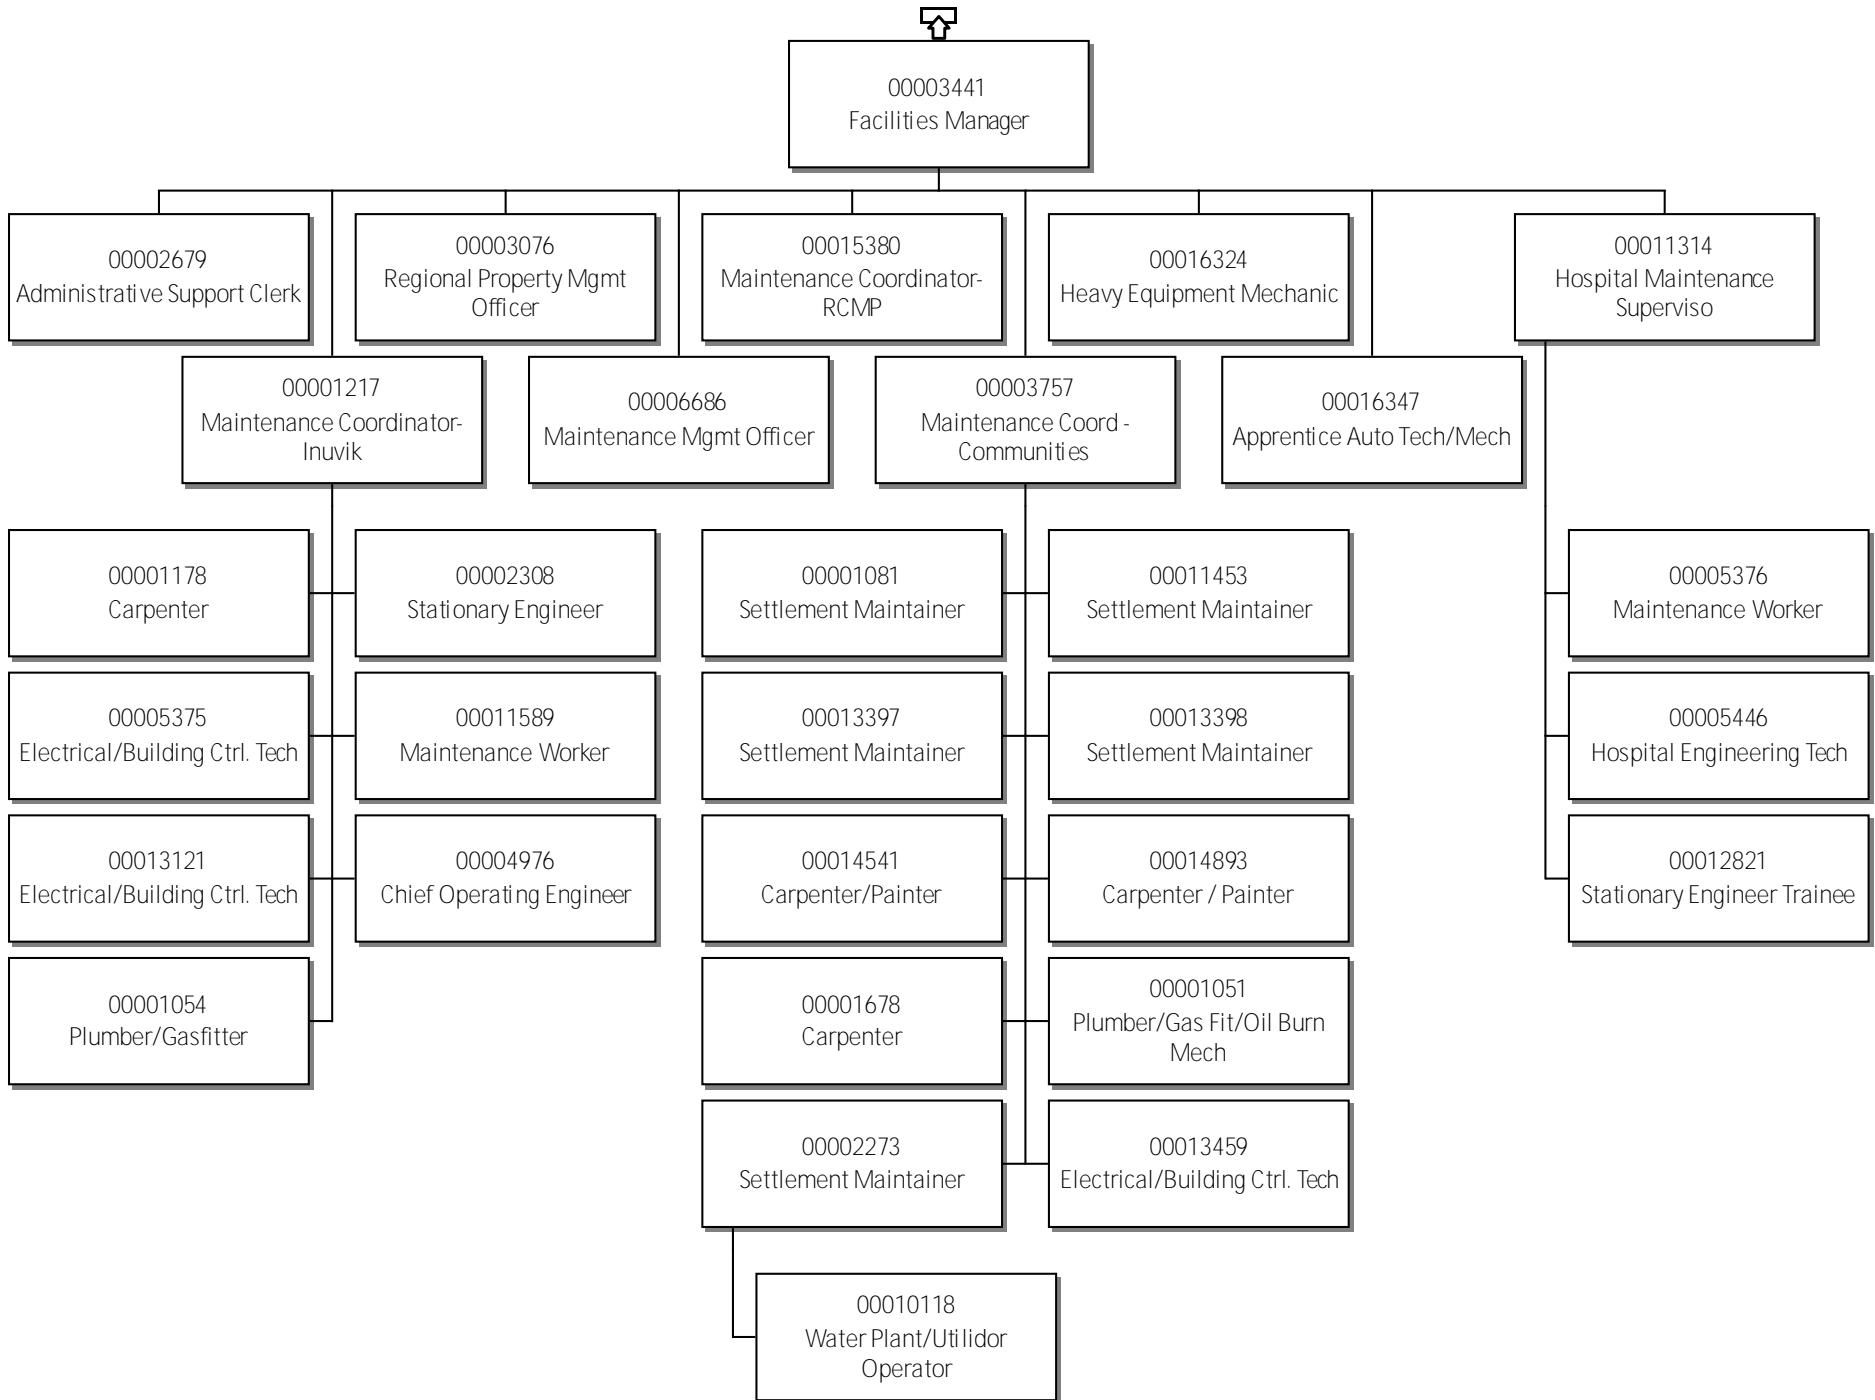 00003441
Facilities Manager
00002679
Administrative Support Clerk
00003076
Regional Property Mgmt
Officer
00015380
Maintenance Coordinator-
RCMP
00016324
Heavy Equipment Mechanic
00011314
Hospital Maintenance
Superviso
00001217
Maintenance Coordinator-
Inuvik
00006686
Maintenance Mgmt Officer
00003757
Maintenance Coord -
Communities
00016347
Apprentice Auto Tech/Mech
00001178
Carpenter
00002308
Stationary Engineer
00001081
Settlement Maintainer
00011453
Settlement Maintainer
00005376
Maintenance Worker
00005375
Electrical/Building Ctrl. Tech
00011589
Maintenance Worker
00013397
Settlement Maintainer
00013398
Settlement Maintainer
00005446
Hospital Engineering Tech
00013121
Electrical/Building Ctrl. Tech
00004976
Chief Operating Engineer
00014541
Carpenter/Painter
00014893
Carpenter / Painter
00012821
Stationary Engineer Trainee
00001054
Plumber/Gasfitter
00001678
Carpenter
00001051
Plumber/Gas Fit/Oil Burn
Mech
00002273
Settlement Maintainer
00013459
Electrical/Building Ctrl. Tech
00010118
Water Plant/Utilidor
Operator